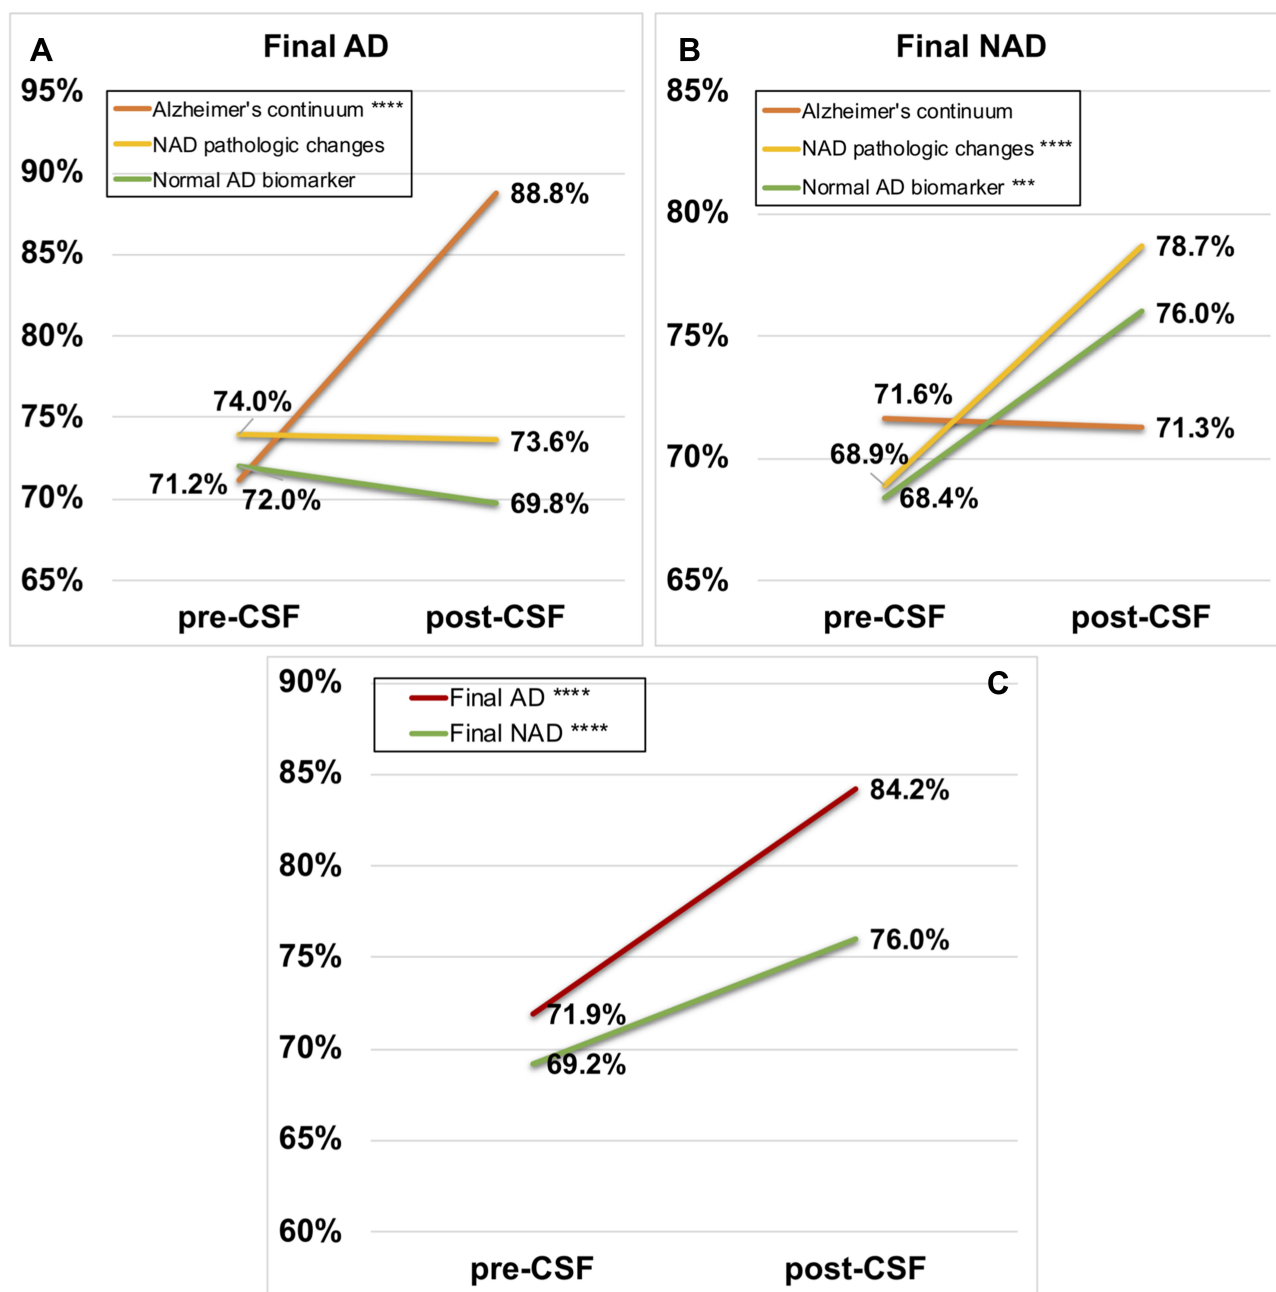 A
Final AD
95%
90%
85%
80%
75%
70%
65%
Alzheimer's continuum ****
NAD pathologic changes
Normal AD biomarker
88.8%
74.0%
73.6%
71.2%
72.0%
69.8%
pre-CSF
post-CSF
B
Final NAD
85%
80%
75%
70%
65%
Alzheimer's continuum
NAD pathologic changes ****
Normal AD biomarker ***
78.7%
76.0%
71.6%
71.3%
68.9%
68.4%
pre-CSF
post-CSF
C
90%
85%
80%
75%
70%
65%
60%
Final AD ****
Final NAD ****
84.2%
76.0%
71.9%
69.2%
pre-CSF
post-CSF